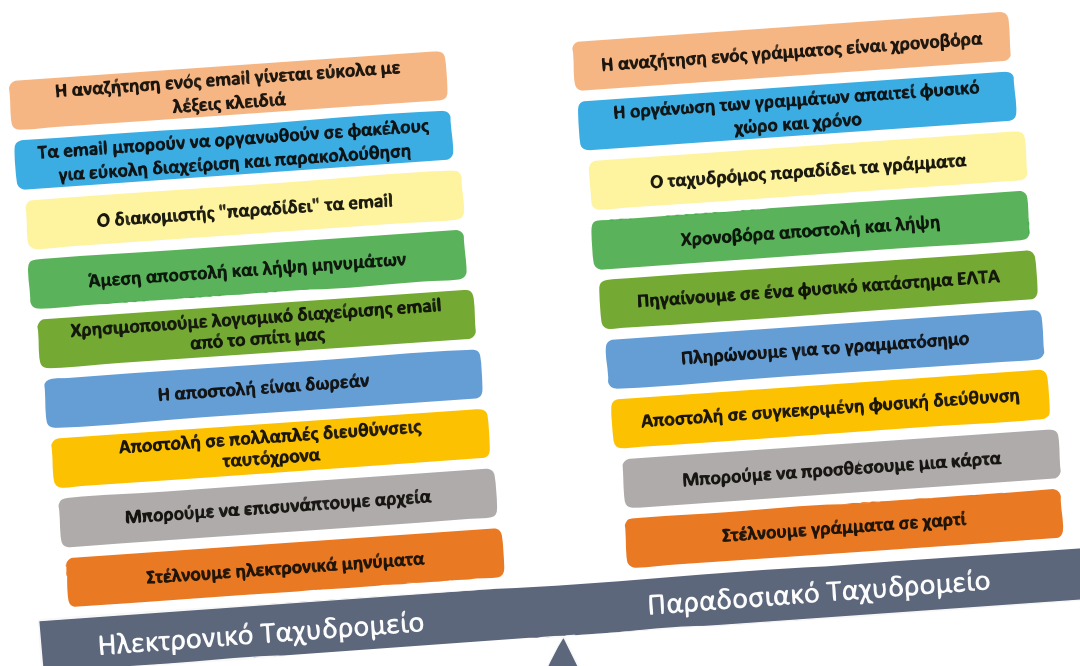 Η αναζήτηση ενός email γίνεται εύκολα με
λέξεις κλειδιά
Τα email μπορούν να οργανωθούν σε φακέλους
για εύκολη διαχείριση και παρακολούθηση
Ο διακομιστής "παραδίδει" τα email
Άμεση αποστολή και λήψη μηνυμάτων
Χρησιμοποιούμε λογισμικό διαχείρισης email
από το σπίτι μας
Η αποστολή είναι δωρεάν
Αποστολή σε πολλαπλές διευθύνσεις
ταυτόχρονα
Μπορούμε να επισυνάπτουμε αρχεία
Στέλνουμε ηλεκτρονικά μηνύματα
Ηλεκτρονικό Ταχυδρομείο
Η αναζήτηση ενός γράμματος είναι χρονοβόρα
Η οργάνωση των γραμμάτων απαιτεί φυσικό
χώρο και χρόνο
Ο ταχυδρόμος παραδίδει τα γράμματα
Χρονοβόρα αποστολή και λήψη
Πηγαίνουμε σε ένα φυσικό κατάστημα ΕΛΤΑ
Πληρώνουμε για το γραμματόσημο
Αποστολή σε συγκεκριμένη φυσική διεύθυνση
Μπορούμε να προσθέσουμε μια κάρτα
Στέλνουμε γράμματα σε χαρτί
Παραδοσιακό Ταχυδρομείο